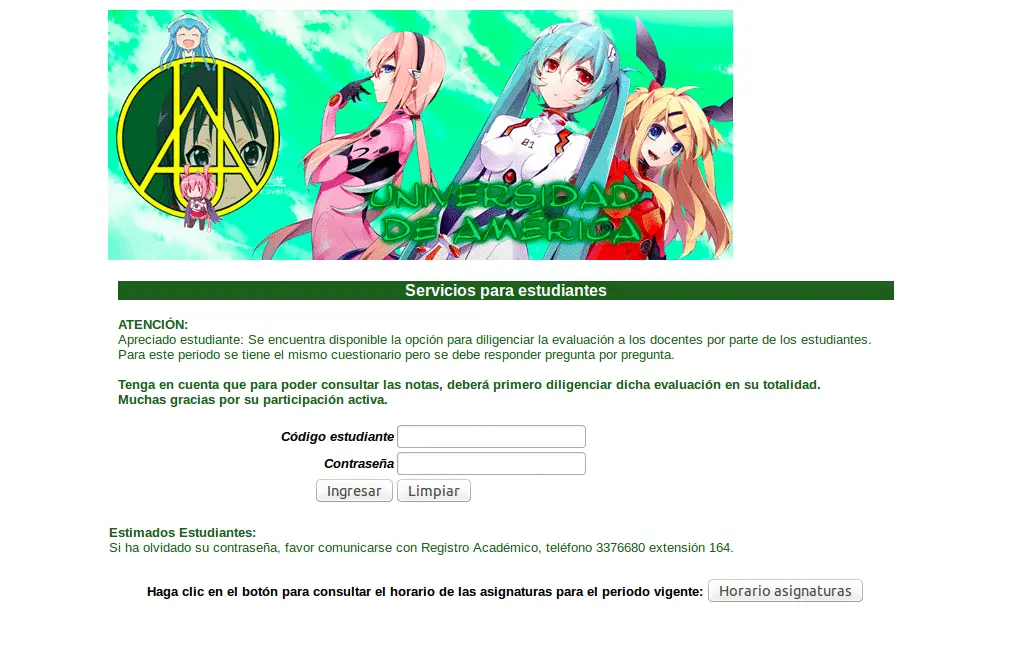 01
UNIVERSIDAD
DE AMÉRICA
Servicios para estudiantes
ATENCIÓN:
Apreciado estudiante: Se encuentra disponible la opción para diligenciar la evaluación a los docentes por parte de los estudiantes.
Para este periodo se tiene el mismo cuestionario pero se debe responder pregunta por pregunta.
Tenga en cuenta que para poder consultar las notas, deberá primero diligenciar dicha evaluación en su totalidad.
Muchas gracias por su participación activa.
Código estudiante
Contraseña
Ingresar Limpiar
Estimados Estudiantes:
Si ha olvidado su contraseña, favor comunicarse con Registro Académico, teléfono 3376680 extensión 164.
Haga clic en el botón para consultar el horario de las asignaturas para el periodo vigente: Horario asignaturas